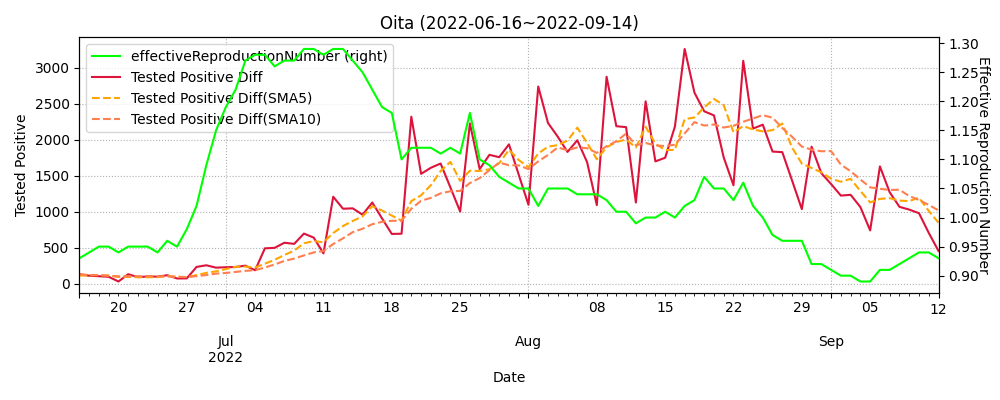 Oita (2022-06-16~2022-09-14)
effectiveReproductionNumber (right)
Tested Positive Diff
Tested Positive Diff(SMA5)
Tested Positive Diff(SMA10)
Tested Positive
3000
2500
2000
1500
1000
500
0
1.30
1.25
1.20
1.15
1.10
1.05
1.00
0.95
0.90
Effective Reproduction Number
20 27 04 11 18 25 08 15 22 29 05 12
Jul Aug Sep
2022
Date